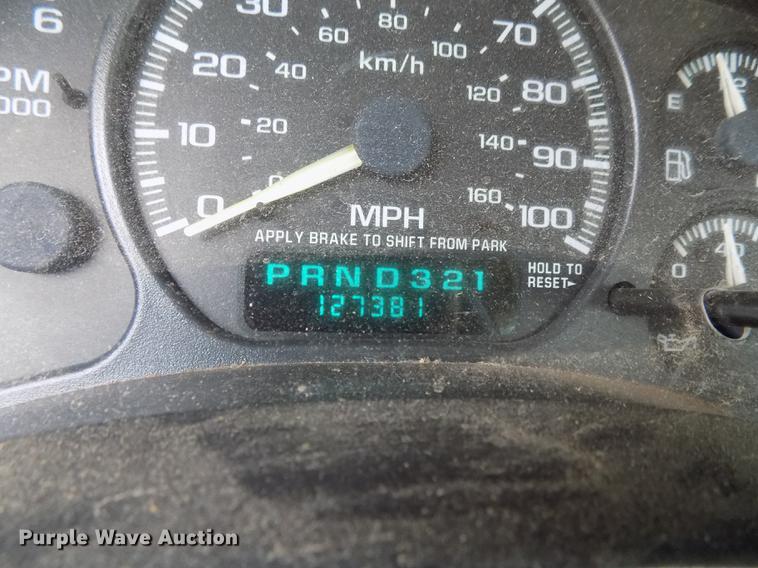 6
PM
000
30
20
10
0
60
40
20
0
80
km/h
100
70
120
80
140
90
160
100
MPH
APPLY BRAKE TO SHIFT FROM PARK
PRND321
127381
HOLD TO
RESET
E
0
40
Purple Wave Auction